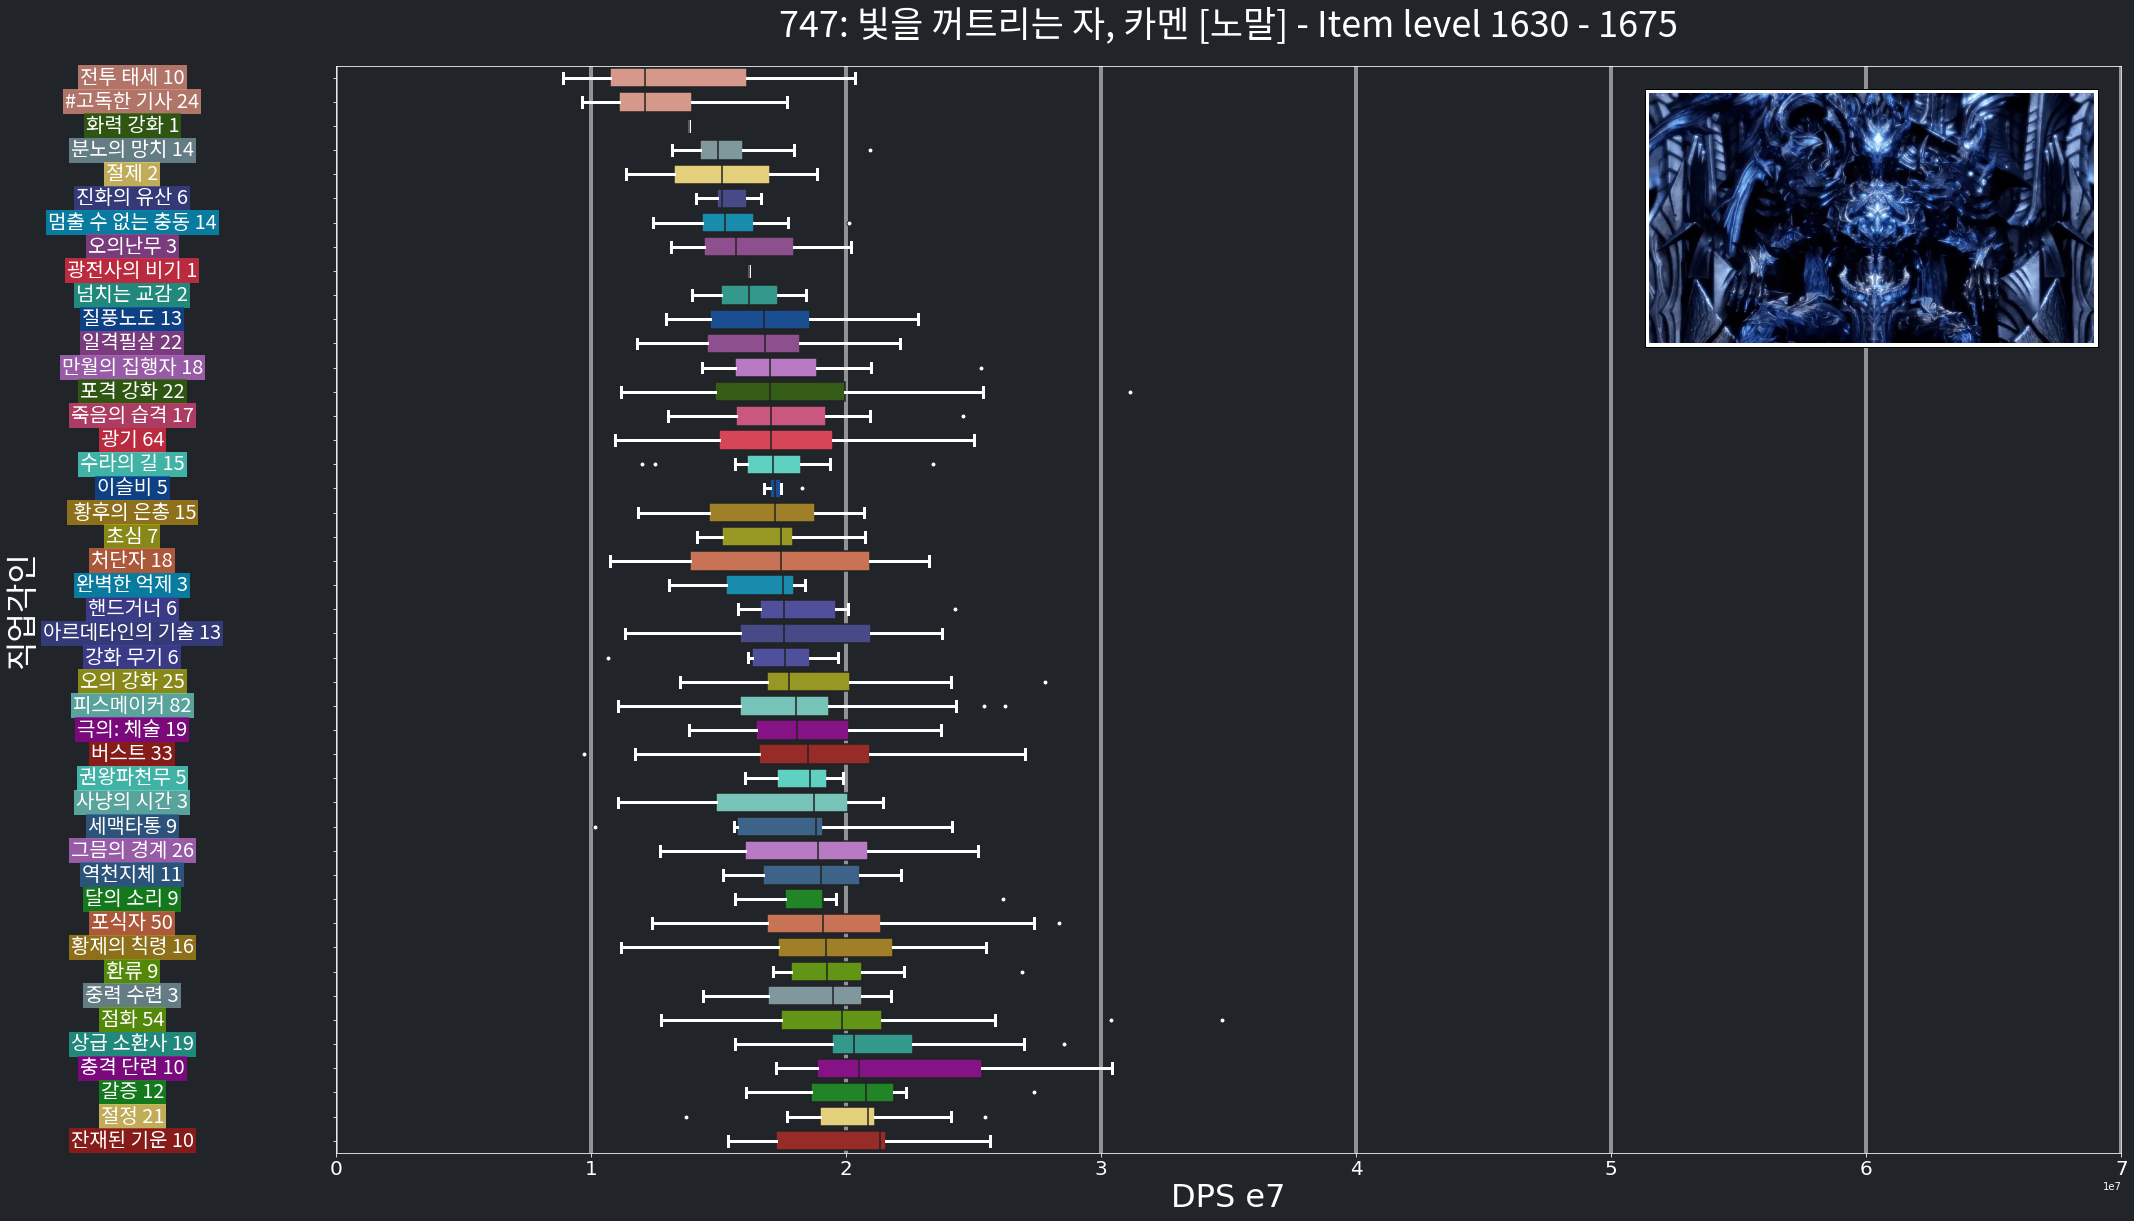 747: 빛을 꺼트리는 자, 카멘 [노말] - Item level 1630 - 1675
직업각인
전투 태세 10
#고독한 기사 24
화력 강화 1
분노의 망치 14
절제 2
진화의 유산 6
멈출 수 없는 충동 14
오의난무 3
광전사의 비기 1
넘치는 교감 2
질풍노도 13
일격필살 22
만월의 집행자 18
포격 강화 22
죽음의 습격 17
광기 64
수라의 길 15
이슬비 5
황후의 은총 15
초심 7
처단자 18
완벽한 억제 3
핸드거너 6
아르데타인의 기술 13
강화 무기 6
오의 강화 25
피스메이커 82
극의: 체술 19
버스트 33
권왕파천무 5
사냥의 시간 3
세맥타통 9
그믐의 경계 26
역천지체 11
달의 소리 9
포식자 50
황제의 칙령 16
환류 9
중력 수련 3
점화 54
상급 소환사 19
충격 단련 10
갈증 12
절정 21
잔재된 기운 10
0 1 2 3 4 5 6 7
1e7
DPS e7